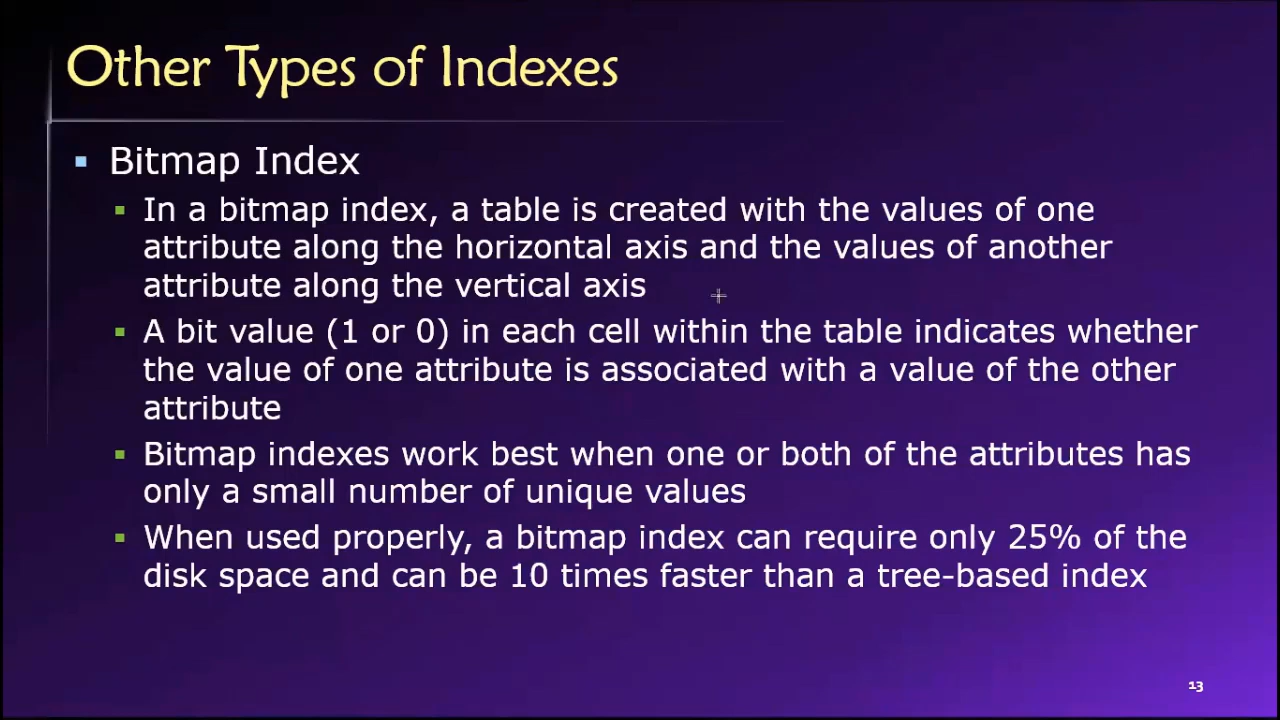 Other Types of Indexes
▪ Bitmap Index
▪ In a bitmap index, a table is created with the values of one
attribute along the horizontal axis and the values of another
attribute along the vertical axis
▪ A bit value (1 or 0) in each cell within the table indicates whether
the value of one attribute is associated with a value of the other
attribute
▪ Bitmap indexes work best when one or both of the attributes has
only a small number of unique values
▪ When used properly, a bitmap index can require only 25% of the
disk space and can be 10 times faster than a tree-based index
13